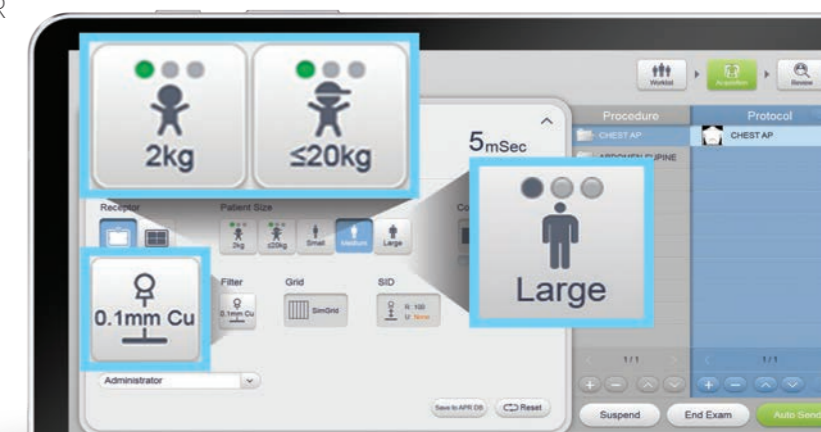 R
2kg
≤20kg
5mSec
Worklist
Acquisition
Review
Procedure
Protocol
CHEST AP
CHEST AP
ABDOMEN SUPINE
Receptor
Patient Size
2kg
≤20kg
Small
Medium
Large
Large
Filter
Grid
SID
0.1mm Cu
0.1mm Cu
SimGrid
R: 100
U: None
1/1
1/1
Administrator
Save to APR DB
Reset
Suspend
End Exam
Auto Send